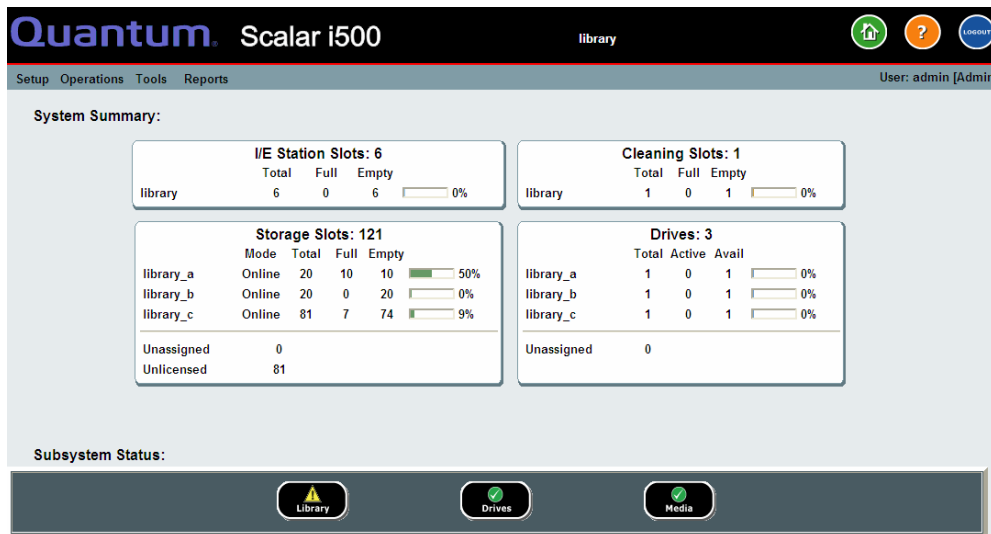 Quantum. Scalar i500 library ? LOGOUT
Setup Operations Tools Reports User: admin [Admin
System Summary:
I/E Station Slots: 6
Total Full Empty
library 6 0 6 0%
Cleaning Slots: 1
Total Full Empty
library 1 0 1 0%
Storage Slots: 121
Mode Total Full Empty
library_a Online 20 10 10 50%
library_b Online 20 0 20 0%
library_c Online 81 7 74 9%
Unassigned 0
Unlicensed 81
Drives: 3
Total Active Avail
library_a 1 0 1 0%
library_b 1 0 1 0%
library_c 1 0 1 0%
Unassigned 0
Subsystem Status:
Library Drives Media